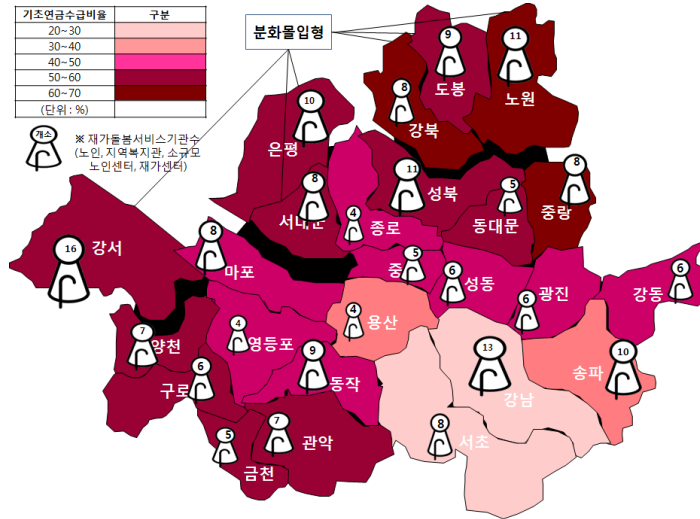 기초연금수급비율 구분
20~30
30~40
40~50
50~60
60~70
(단위 : %)
개소
※ 재가돌봄서비스기관수
(노인, 지역복지관, 소규모
노인센터, 재가센터)
분화몰입형
9
도봉
11
노원
8
강북
10
은평
8
서대문
11
성북
5
동대문
8
중랑
4
종로
16
강서
8
마포
5
중
6
성동
6
광진
6
강동
7
양천
4
영등포
4
용산
9
동작
6
구로
13
강남
10
송파
5
금천
7
관악
8
서초